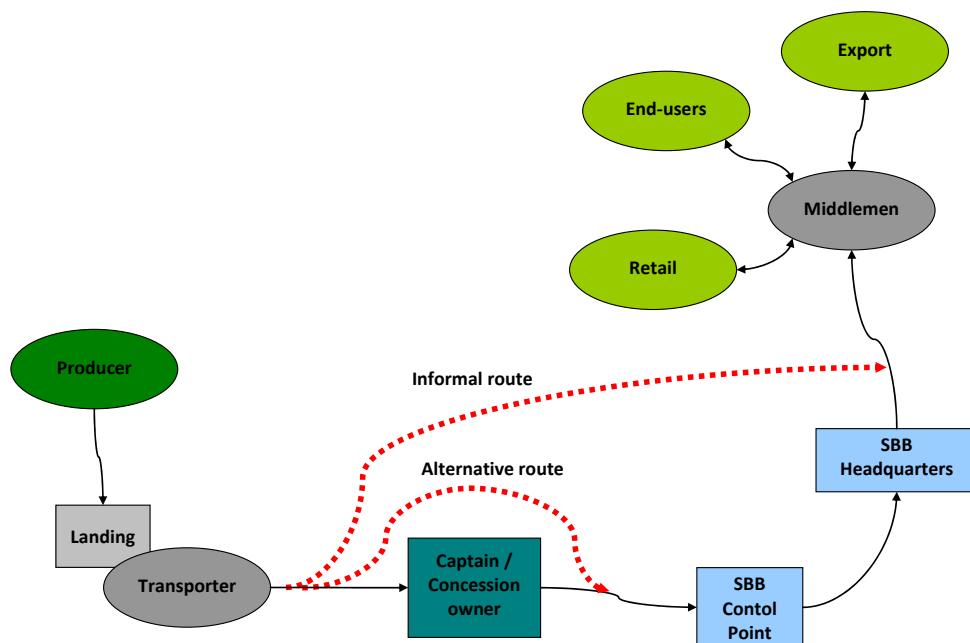 Export
End-users
Middlemen
Retail
Producer
Informal route
SBB
Headquarters
Alternative route
Landing
Captain /
Concession
owner
Transporter
SBB
Contol
Point